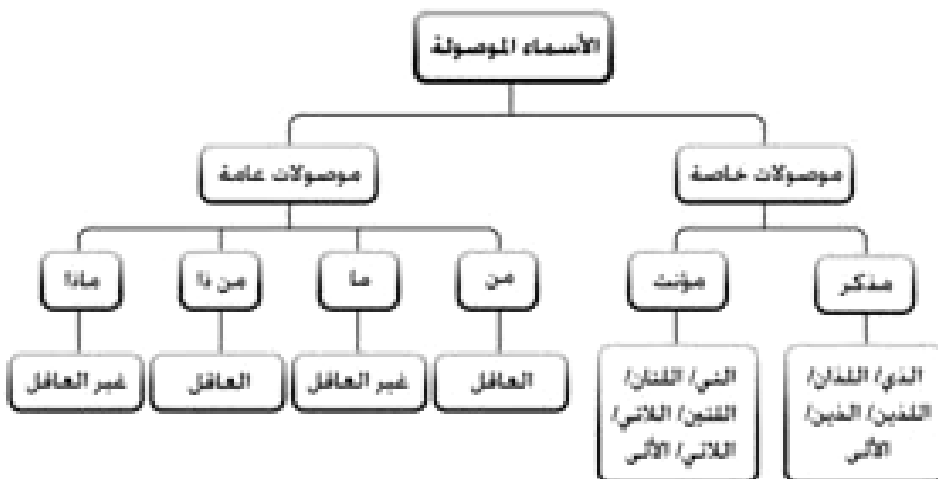 الأسماء الموصولة
موصولات خاصة
موصولات عامة
مذكر
مؤنث
من
ما
من ذا
ماذا
الذي/ اللذان/
اللذين/ الذين/
الألى
التي/ اللتان/
اللتين/ اللاتي/
اللائي/ الألى
العاقل
غير العاقل
العاقل
غير العاقل